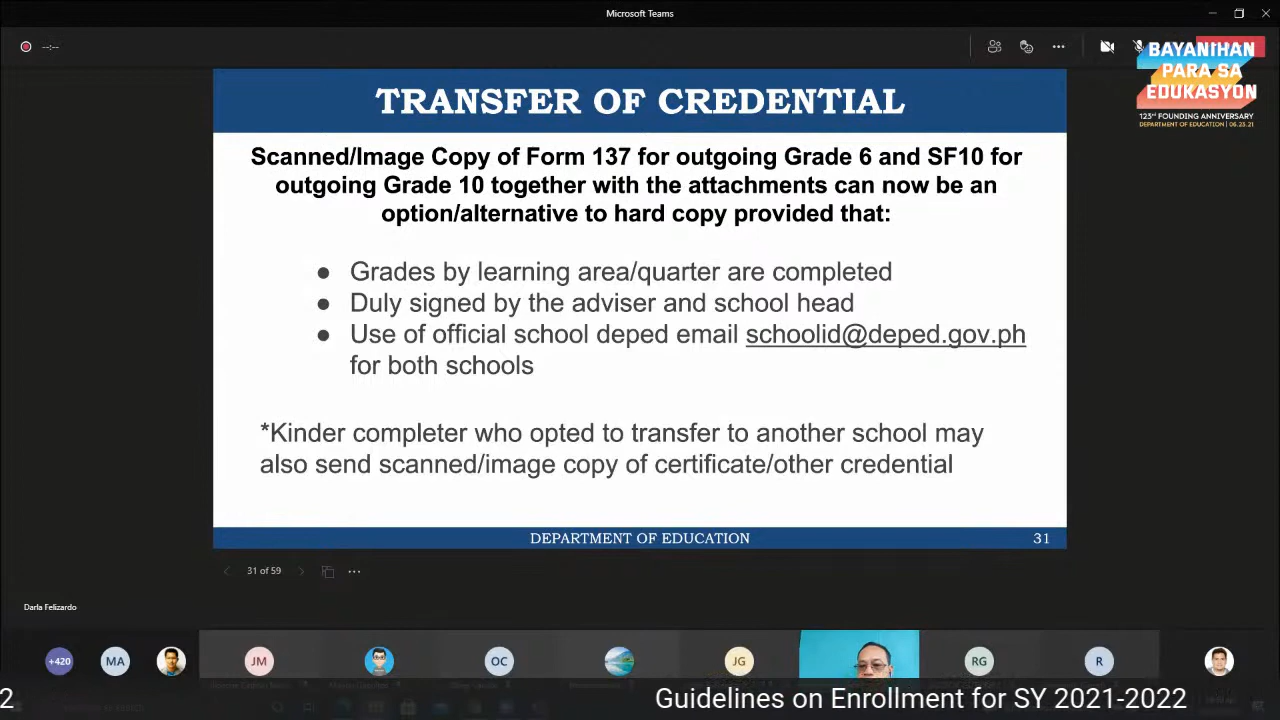 Microsoft Teams
--:--
BAYANIHAN
PARA SA
EDUKASYON
123rd FOUNDING ANNIVERSARY
DEPARTMENT OF EDUCATION | 06.23.21
TRANSFER OF CREDENTIAL
Scanned/Image Copy of Form 137 for outgoing Grade 6 and SF10 for
outgoing Grade 10 together with the attachments can now be an
option/alternative to hard copy provided that:
● Grades by learning area/quarter are completed
● Duly signed by the adviser and school head
● Use of official school deped email schoolid@deped.gov.ph
for both schools
*Kinder completer who opted to transfer to another school may
also send scanned/image copy of certificate/other credential
DEPARTMENT OF EDUCATION 31
31 of 59
Darla Felizardo
+420 MA JM OC JG RG R
2 Guidelines on Enrollment for SY 2021-2022